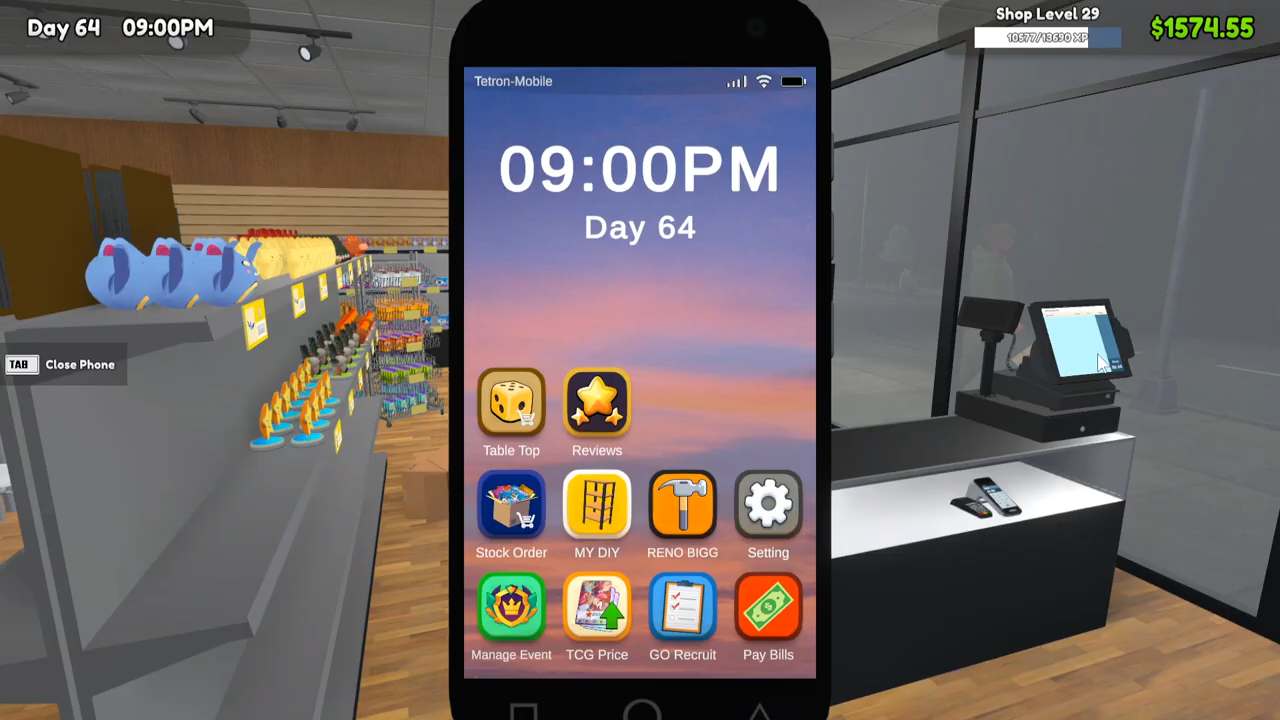 Day 64 09:00PM
Shop Level 29
10577/13690 XP
$1574.55
Tetron-Mobile
09:00PM
Day 64
TAB Close Phone
Table Top Reviews
Stock Order MY DIY RENO BIGG Setting
Manage Event TCG Price GO Recruit Pay Bills